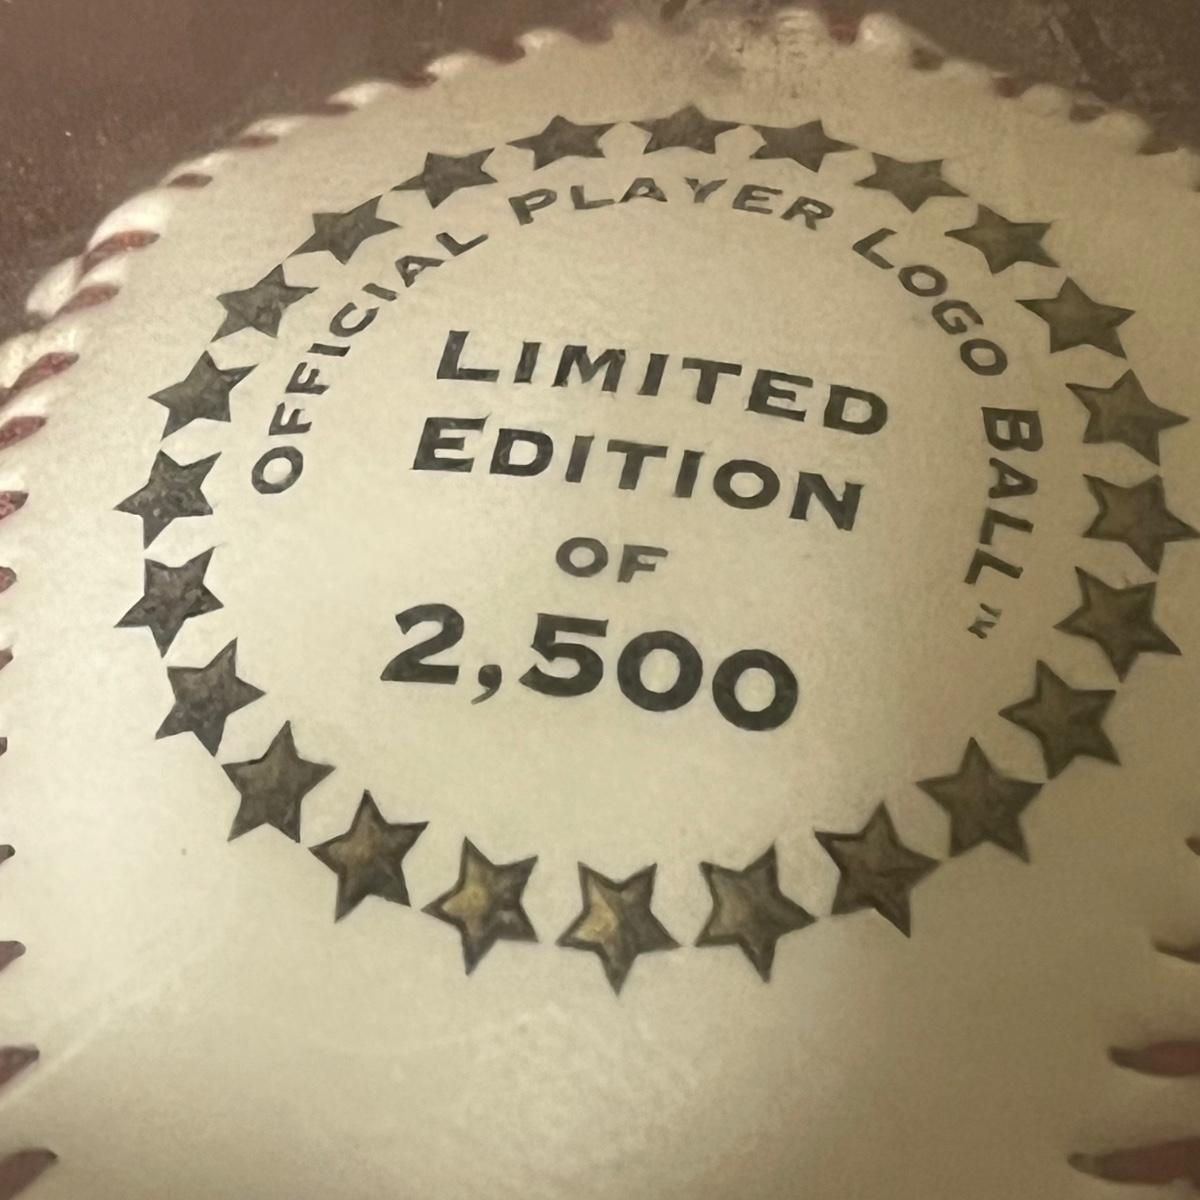 OFFICIAL PLAYER LOGO BALL™
LIMITED
EDITION
OF
2,500